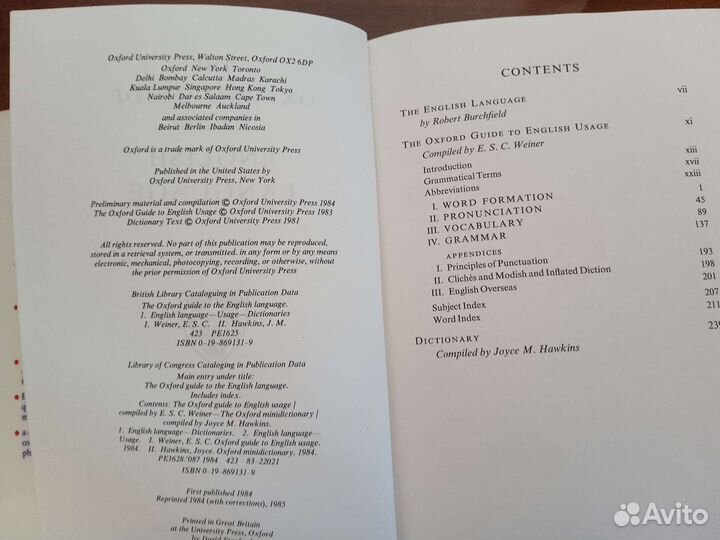 Oxford University Press, Walton Street, Oxford OX2 6DP
Oxford New York Toronto
Delhi Bombay Calcutta Madras Karachi
Kuala Lumpur Singapore Hong Kong Tokyo
Nairobi Dar es Salaam Cape Town
Melbourne Auckland
and associated companies in
Beirut Berlin Ibadan Nicosia
Oxford is a trade mark of Oxford University Press
Published in the United States by
Oxford University Press, New York
Preliminary material and compilation © Oxford University Press 1984
The Oxford Guide to English Usage © Oxford University Press 1983
Dictionary Text © Oxford University Press 1981
All rights reserved. No part of this publication may be reproduced,
stored in a retrieval system, or transmitted, in any form or by any means
electronic, mechanical, photocopying, recording, or otherwise, without
the prior permission of Oxford University Press
British Library Cataloguing in Publication Data
The Oxford guide to the English language.
1. English language—Usage—Dictionaries
I. Weiner, E.S.C. II. Hawkins, J. M.
423 PE1625
ISBN 0-19-869131-9
Library of Congress Cataloging in Publication Data
Main entry under title:
The Oxford guide to the English language.
Includes index.
Contents: The Oxford guide to English usage /
compiled by E. S. C. Weiner—The Oxford minidictionary /
compiled by Joyce M. Hawkins.
1. English language—Dictionaries. 2. English language—
Usage. I. Weiner, E. S. C. Oxford guide to English usage.
1984. II. Hawkins, Joyce. Oxford minidictionary. 1984.
PE1628.'087 1984 423 83-22021
ISBN 0-19-869131-9
First published 1984
Reprinted 1984 (with corrections), 1985
Printed in Great Britain
at the University Press, Oxford
by David
CONTENTS
THE ENGLISH LANGUAGE vii
by Robert Burchfield
THE OXFORD GUIDE TO ENGLISH USAGE xi
Compiled by E. S. C. Weiner
Introduction xiii
Grammatical Terms xvii
Abbreviations xxiii
I. WORD FORMATION 1
II. PRONUNCIATION 45
III. VOCABULARY 89
IV. GRAMMAR 137
APPENDICES
I. Principles of Punctuation 193
II. Clichés and Modish and Inflated Diction 198
III. English Overseas 201
Subject Index 207
Word Index 211
DICTIONARY 239
Compiled by Joyce M. Hawkins
Avito